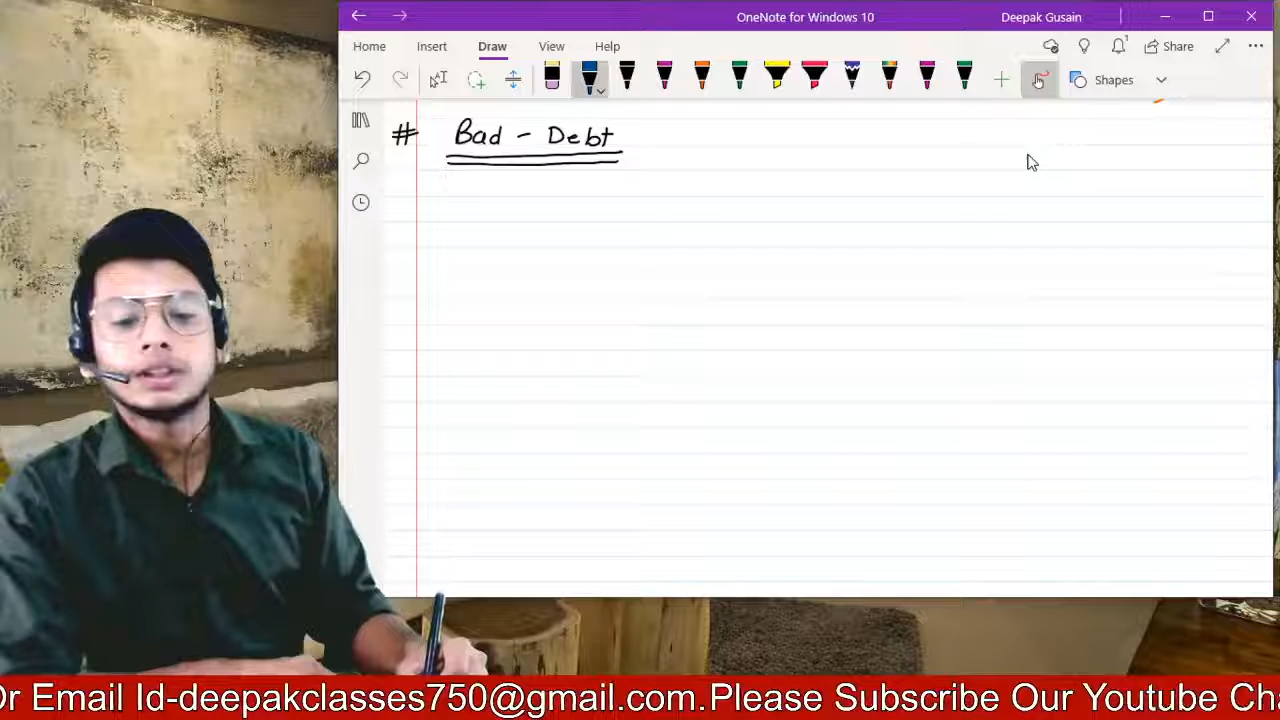 OneNote for Windows 10
Deepak Gusain
Home Insert Draw View Help
Share
Shapes
# Bad - Debt
Or Email Id-deepakclasses750@gmail.com.Please Subscribe Our Youtube Cha